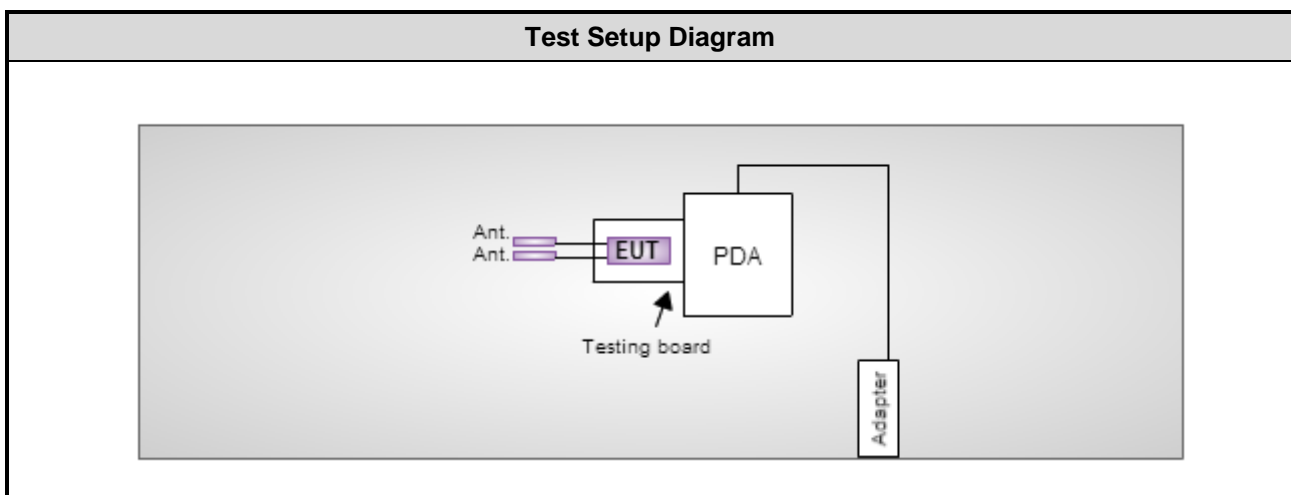 Test Setup Diagram
Ant.
Ant.
EUT
PDA
Testing board
Adapter